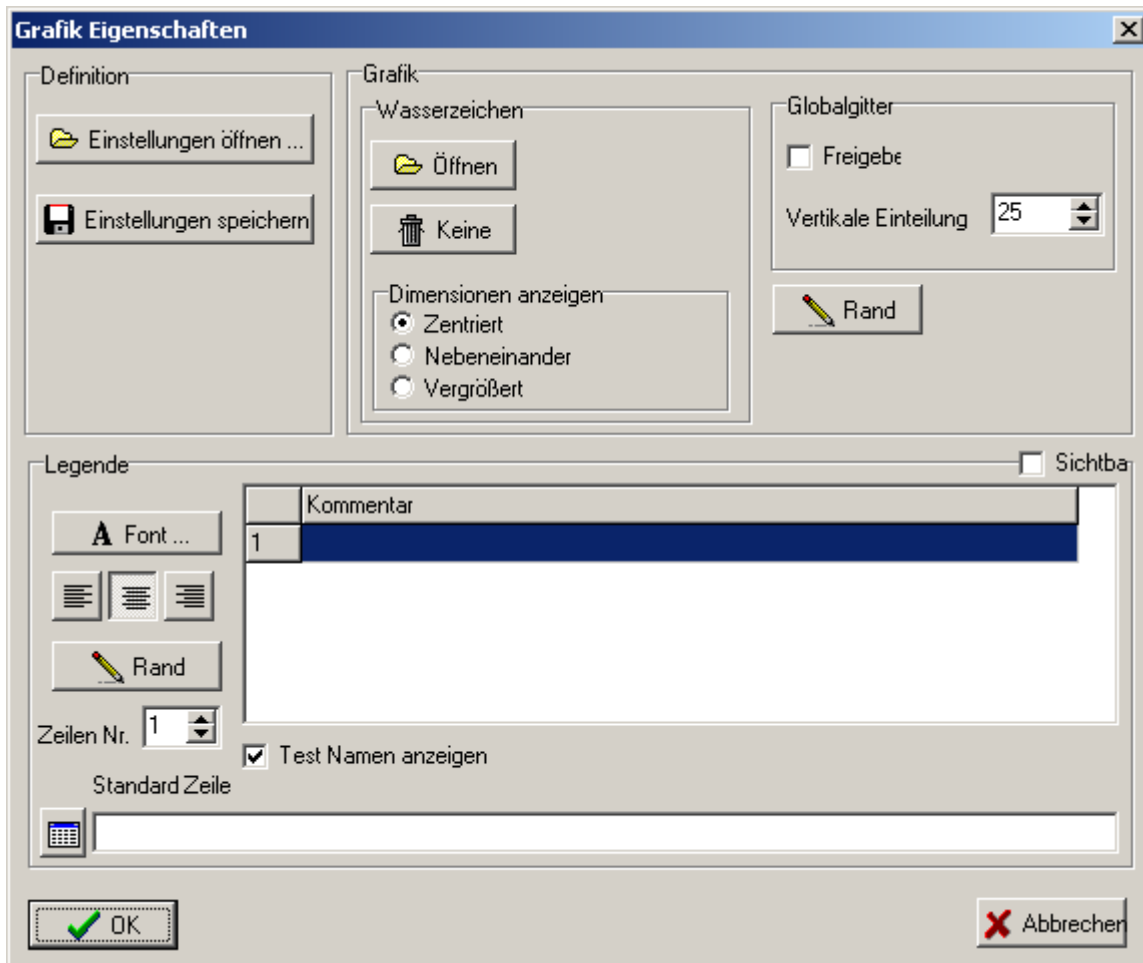 Grafik Eigenschaften
Definition
Einstellungen öffnen ...
Einstellungen speichern
Grafik
Wasserzeichen
Öffnen
Keine
Dimensionen anzeigen
Zentriert
Nebeneinander
Vergrößert
Globalgitter
Freigebe
Vertikale Einteilung 25
Rand
Legende
Sichtba
A Font ...
Rand
Zeilen Nr. 1
Kommentar
1
Test Namen anzeigen
Standard Zeile
OK
Abbrechen